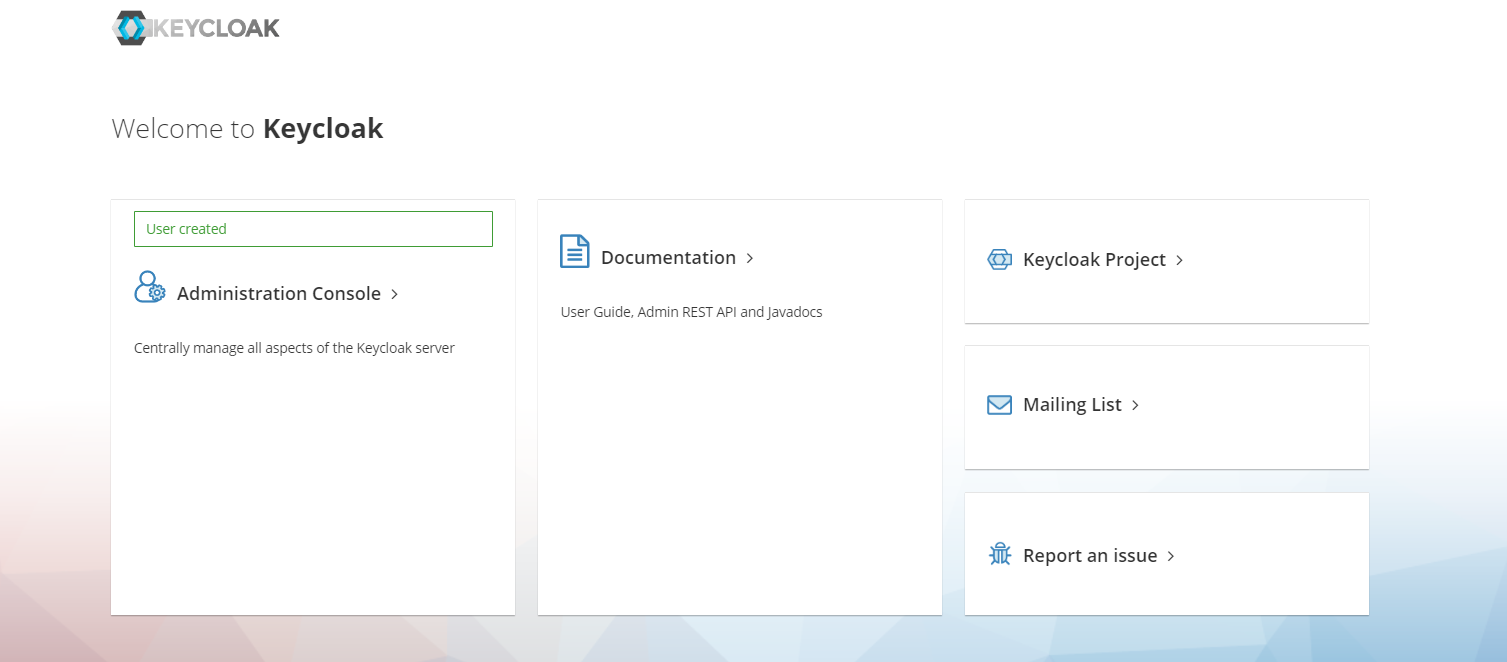 KEYCLOAK
Welcome to Keycloak
User created
Administration Console
Centrally manage all aspects of the Keycloak server
Documentation
User Guide, Admin REST API and Javadocs
Keycloak Project
Mailing List
Report an issue